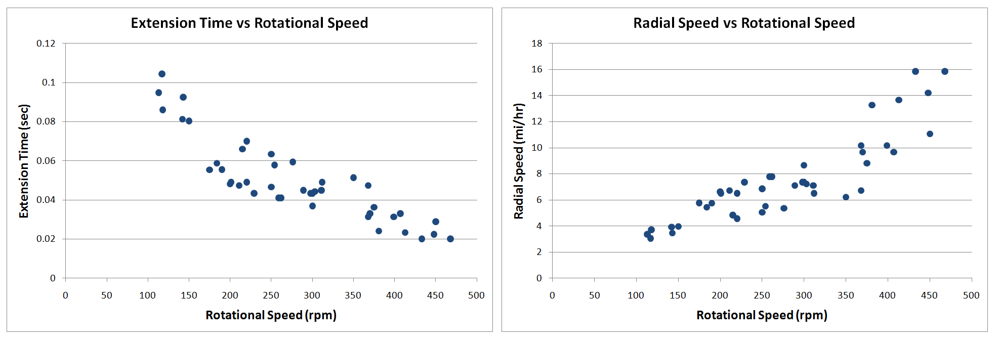 Extension Time vs Rotational Speed
0.12
0.1
0.08
0.06
0.04
0.02
0
Extension Time (sec)
0 50 100 150 200 250 300 350 400 450 500
Rotational Speed (rpm)
Radial Speed vs Rotational Speed
18
16
14
12
10
8
6
4
2
0
Radial Speed (mi/hr)
0 50 100 150 200 250 300 350 400 450 500
Rotational Speed (rpm)